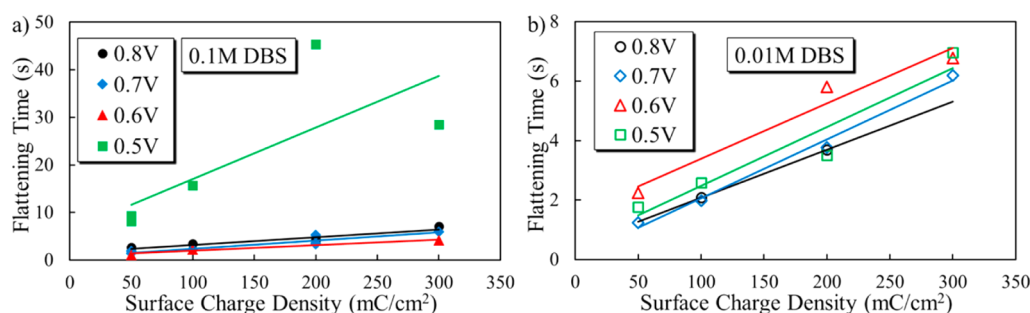 a)
50
40
30
20
10
0
Flattening Time (s)
0.8V
0.7V
0.6V
0.5V
0.1M DBS
0 50 100 150 200 250 300 350
Surface Charge Density (mC/cm²)
b)
8
6
4
2
0
Flattening Time (s)
0.8V
0.7V
0.6V
0.5V
0.01M DBS
0 50 100 150 200 250 300 350
Surface Charge Density (mC/cm²)